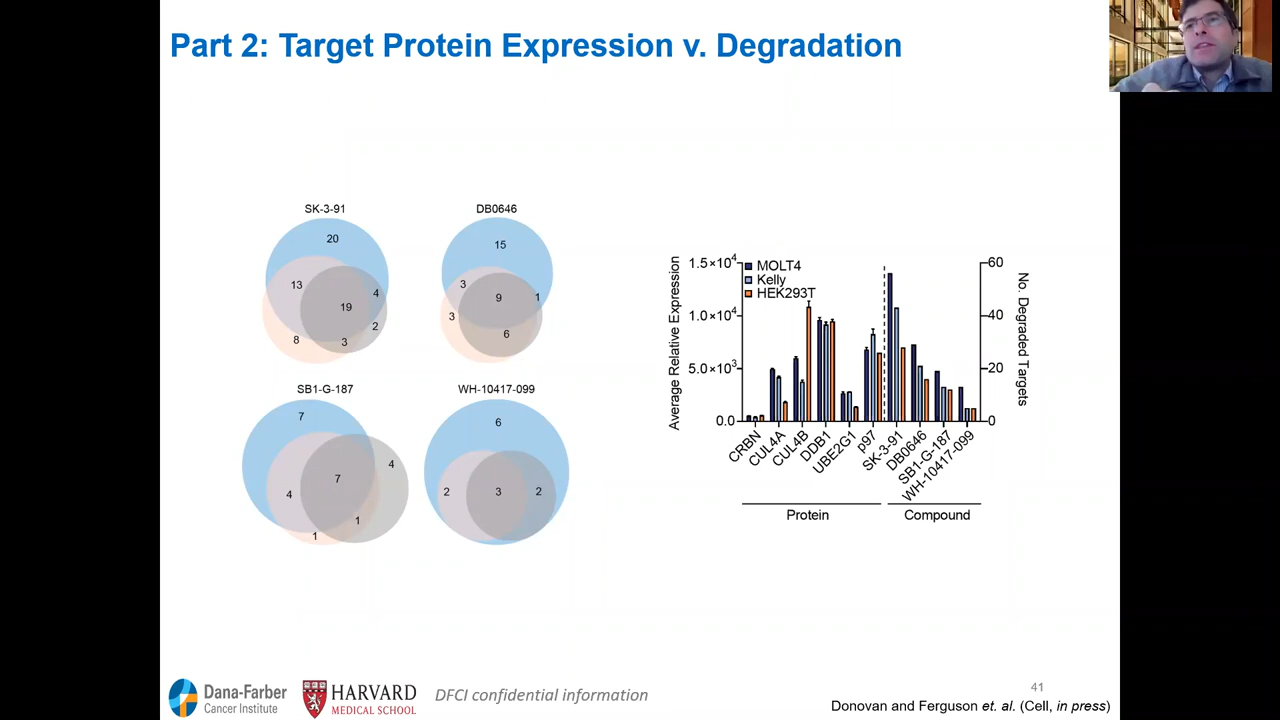 Part 2: Target Protein Expression v. Degradation
SK-3-91
20
13
4
19
2
8
3
DB0646
15
3
9
1
3
6
SB1-G-187
7
4
7
4
1
1
WH-10417-099
6
2
3
2
Average Relative Expression
1.5×10⁴
1.0×10⁴
5.0×10³
0.0
MOLT4
Kelly
HEK293T
60
40
20
0
No. Degraded Targets
CRBN
CUL4A
CUL4B
DDB1
UBE2G1
p97
SK-3-91
DB0646
SB1-G-187
WH-10417-099
Protein
Compound
Dana-Farber
Cancer Institute
HARVARD
MEDICAL SCHOOL
DFCI confidential information
41
Donovan and Ferguson et. al. (Cell, in press)